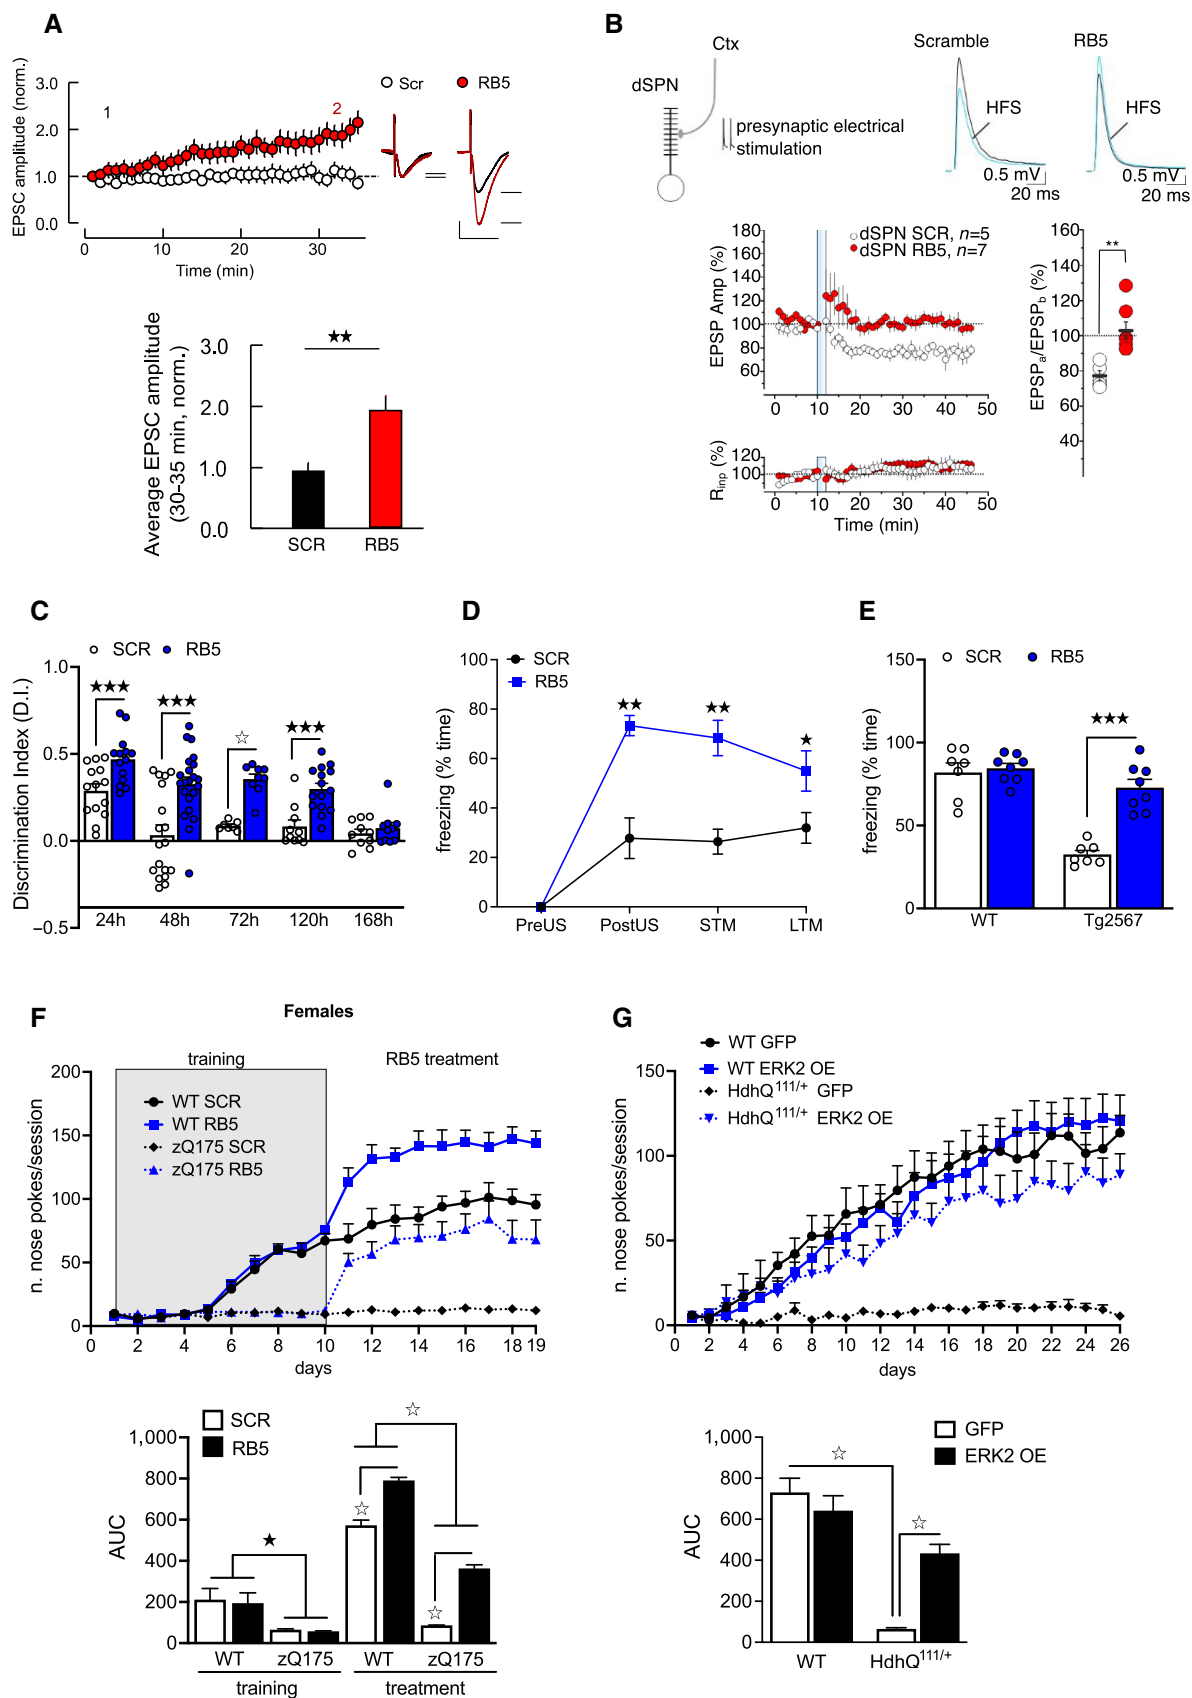 A
EPSC amplitude (norm.)
3.0
2.0
1.0
0.0
1
2
Scr
RB5
0
10
20
30
Time (min)
Average EPSC amplitude
(30–35 min, norm.)
3.0
2.0
1.0
0.0
★★
SCR
RB5
B
Ctx
dSPN
presynaptic electrical
stimulation
Scramble
RB5
HFS
HFS
0.5 mV
20 ms
0.5 mV
20 ms
EPSP Amp (%)
180
160
140
120
100
80
60
dSPN SCR, n=5
dSPN RB5, n=7
0
10
20
30
40
50
Rinp (%)
120
100
0
10
20
30
40
50
Time (min)
EPSPa/EPSPb (%)
160
140
120
100
80
60
40
**
C
SCR
RB5
Discrimination Index (D.I.)
1.0
0.5
0.0
−0.5
★★★
★★★
☆
★★★
24h
48h
72h
120h
168h
D
freezing (% time)
100
80
60
40
20
0
SCR
RB5
★★
★★
★
PreUS
PostUS
STM
LTM
E
freezing (% time)
150
100
50
0
SCR
RB5
★★★
WT
Tg2567
F
Females
training
RB5 treatment
n. nose pokes/session
200
150
100
50
0
WT SCR
WT RB5
zQ175 SCR
zQ175 RB5
0
2
4
6
8
10
12
14
16
18 19
days
SCR
RB5
AUC
1,000
800
600
400
200
0
★
☆
☆
☆
WT
zQ175
WT
zQ175
training
treatment
G
WT GFP
WT ERK2 OE
HdhQ111/+ GFP
HdhQ111/+ ERK2 OE
n. nose pokes/session
150
100
50
0
0
2
4
6
8
10
12
14
16
18
20
22
24
26
days
GFP
ERK2 OE
AUC
1,000
800
600
400
200
0
☆
☆
WT
HdhQ111/+